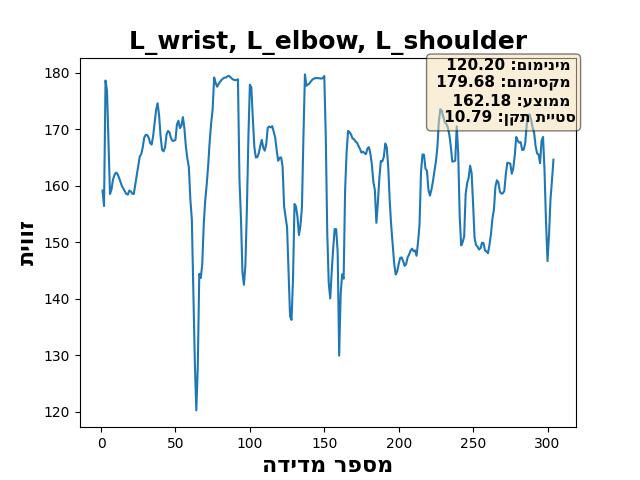 L_wrist, L_elbow, L_shoulder
מינימום: 120.20
מקסימום: 179.68
ממוצע: 162.18
סטיית תקן: 10.79
זווית
180
170
160
150
140
130
120
0 50 100 150 200 250 300
מספר מדידה